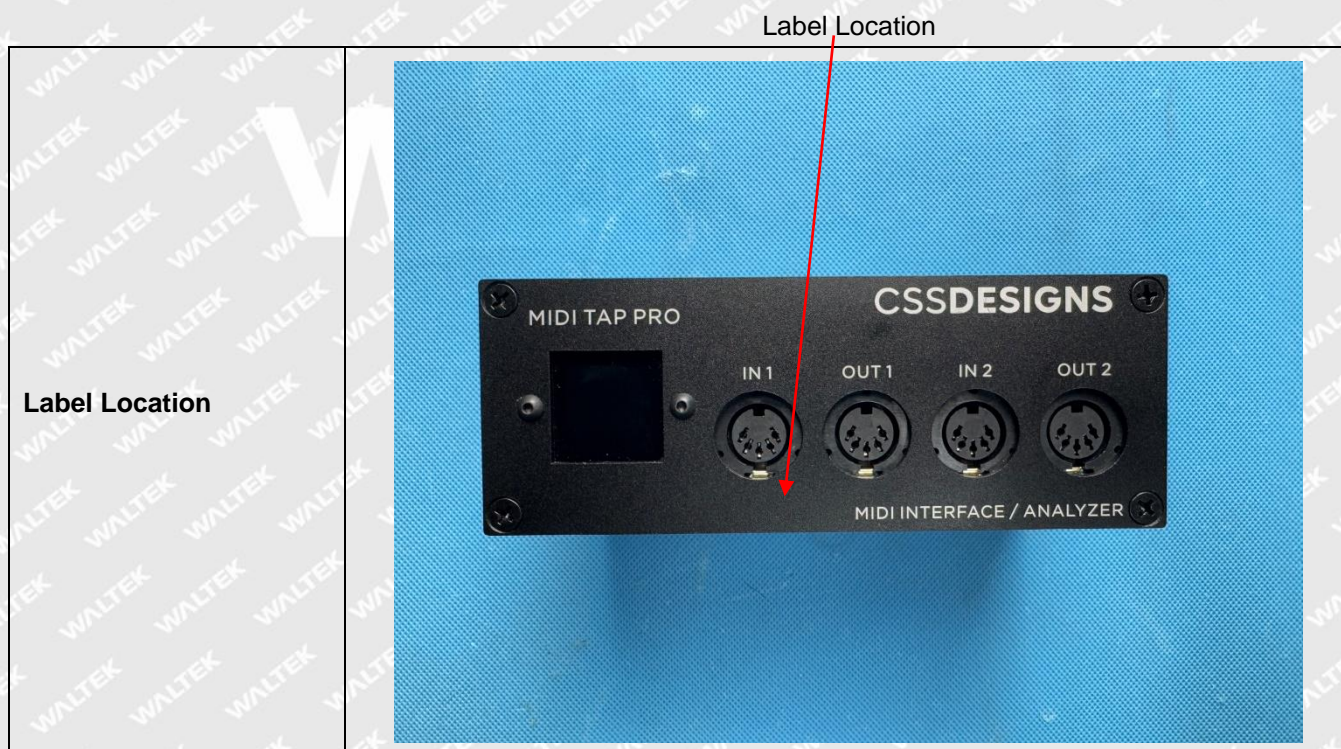 Label Location
Label Location
CSSDESIGNS
MIDI TAP PRO
IN 1 OUT 1 IN 2 OUT 2
MIDI INTERFACE / ANALYZER
WALTEK